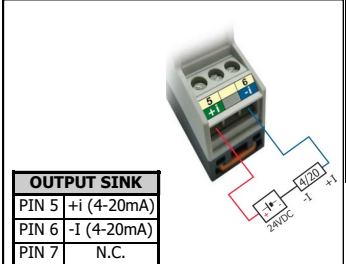 5
6
+i
-i
4/20
24VDC
-I
+I
+
-
OUTPUT SINK
PIN 5 +i (4-20mA)
PIN 6 -I (4-20mA)
PIN 7 N.C.